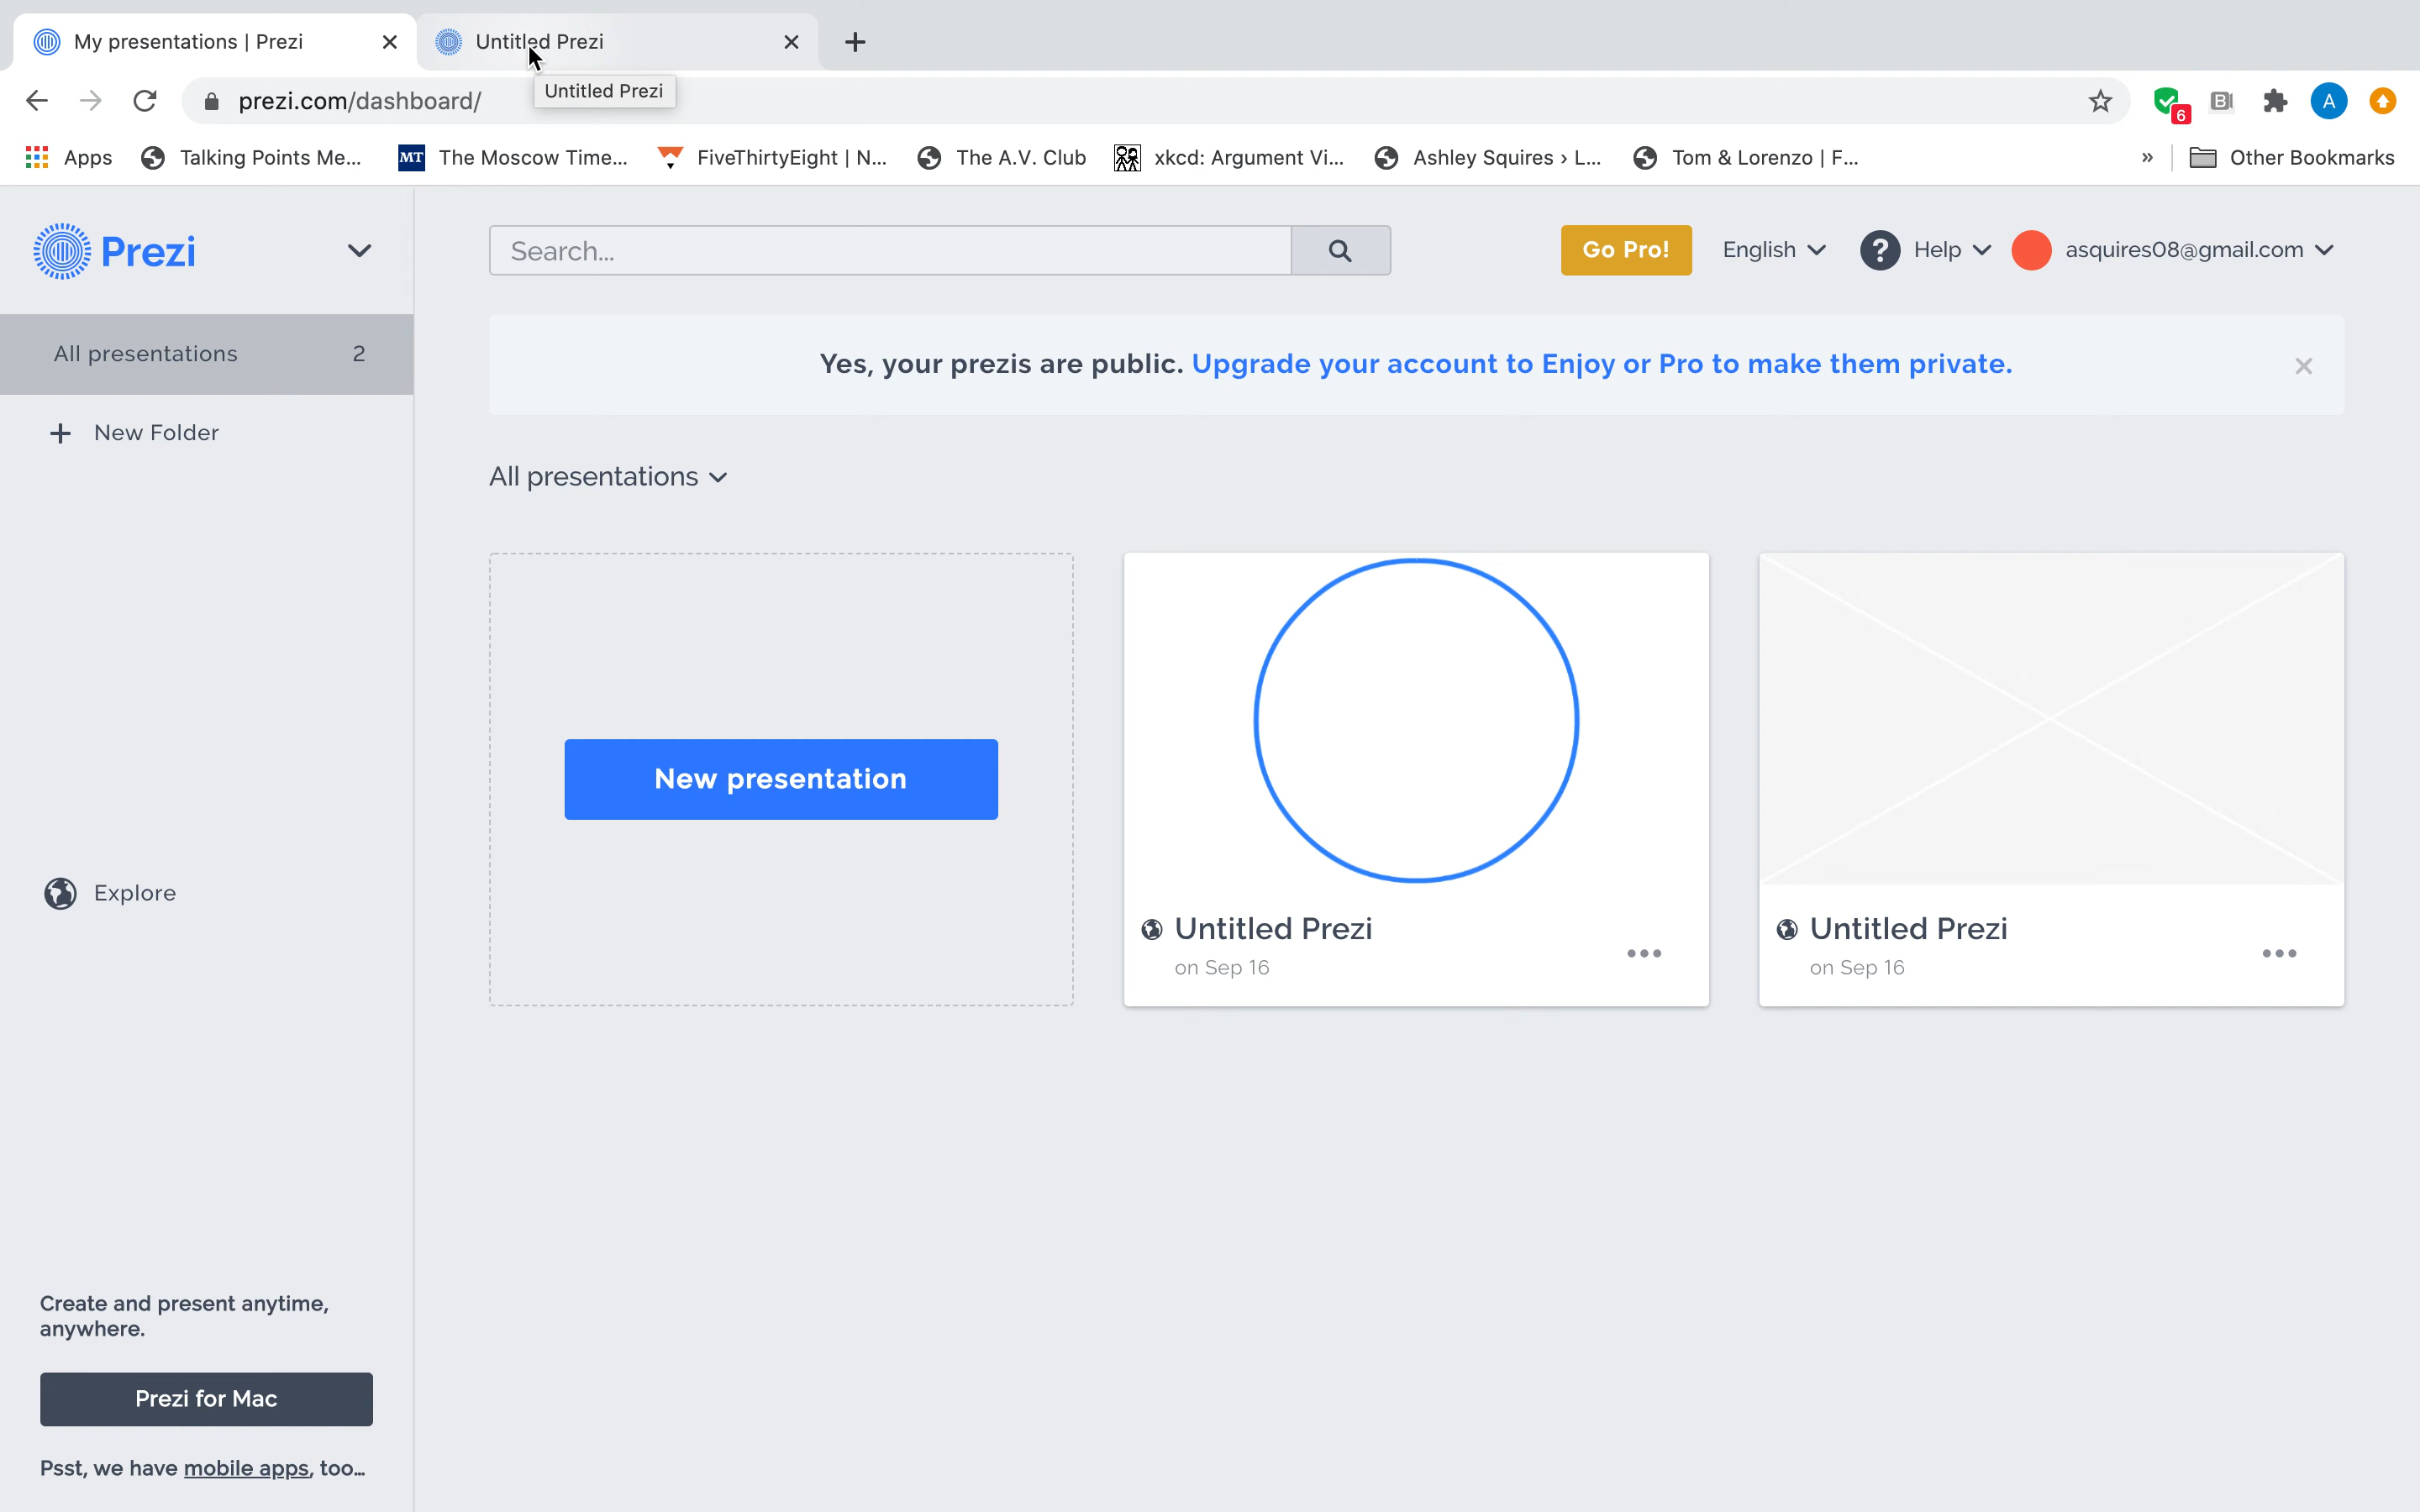 My presentations | Prezi
Untitled Prezi
prezi.com/dashboard/
Untitled Prezi
6
B
A
Apps
Talking Points Me...
MT
The Moscow Time...
FiveThirtyEight | N...
The A.V. Club
xkcd: Argument Vi...
Ashley Squires › L...
Tom & Lorenzo | F...
»
Other Bookmarks
Prezi
Search...
Go Pro!
English
?
Help
asquires08@gmail.com
All presentations 2
Yes, your prezis are public. Upgrade your account to Enjoy or Pro to make them private.
+ New Folder
All presentations
New presentation
Explore
Untitled Prezi
on Sep 16
Untitled Prezi
on Sep 16
Create and present anytime,
anywhere.
Prezi for Mac
Psst, we have mobile apps, too...